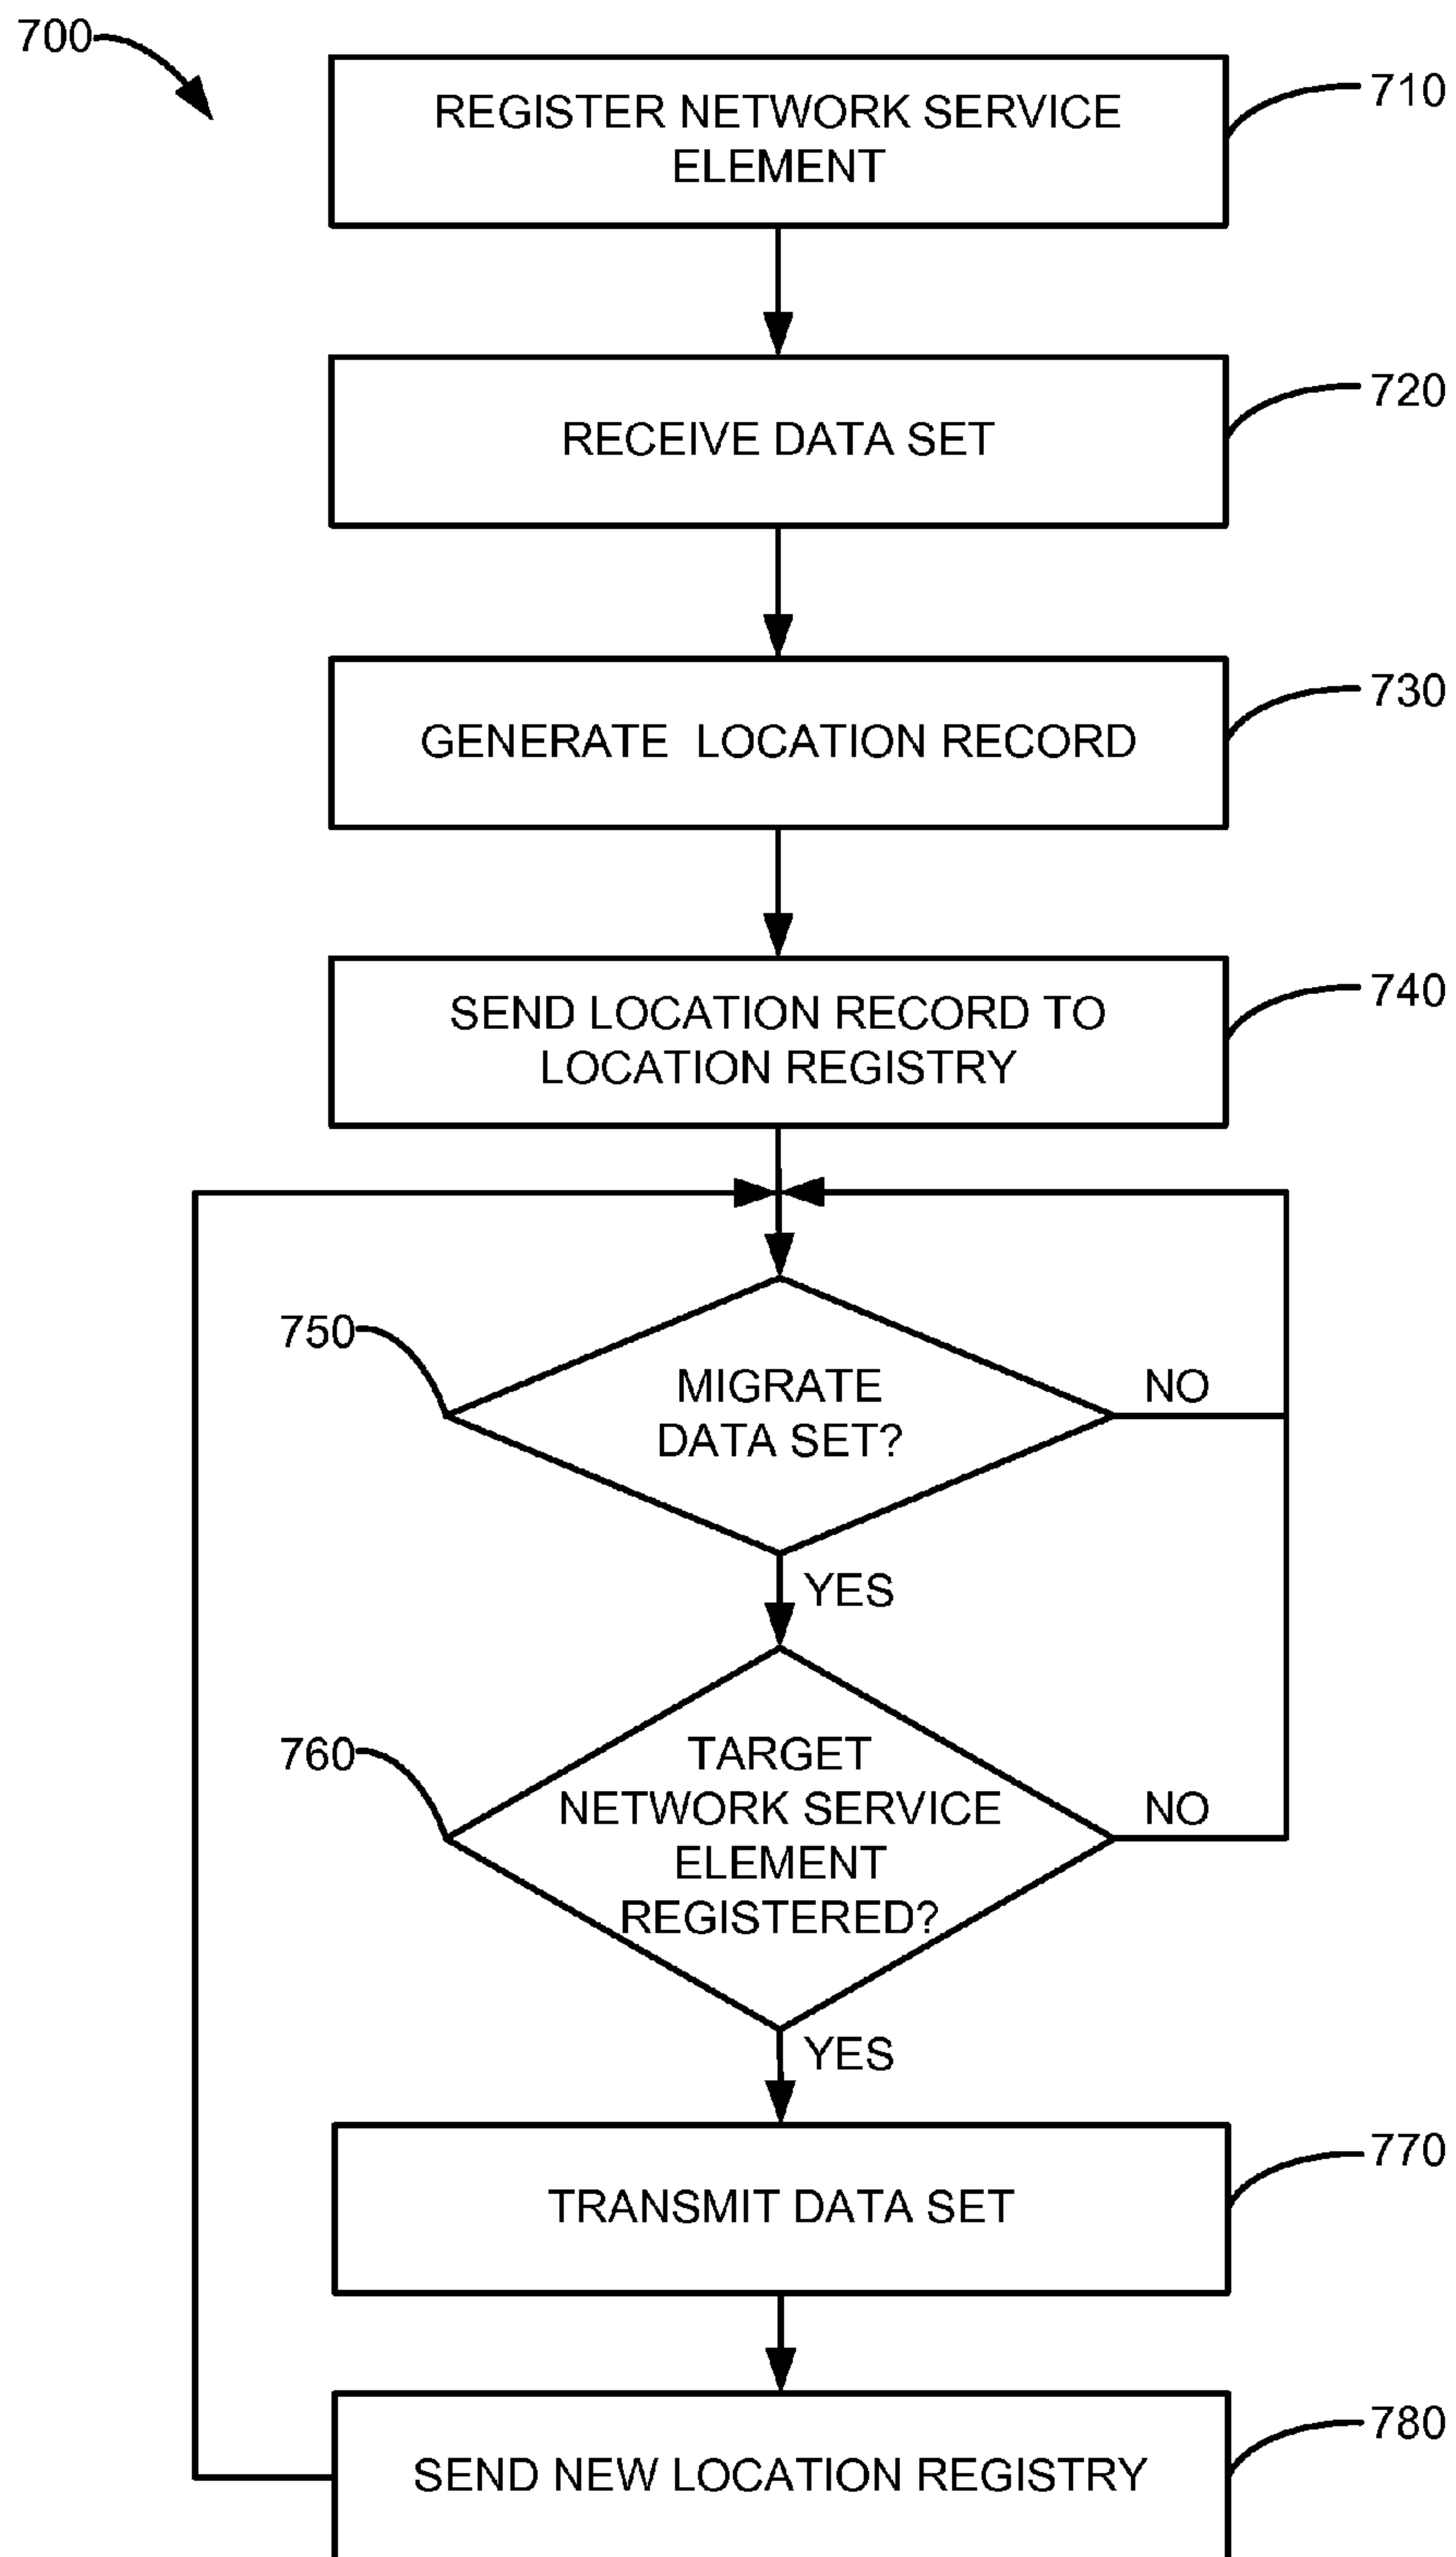 700
REGISTER NETWORK SERVICE
ELEMENT
710
RECEIVE DATA SET
720
GENERATE LOCATION RECORD
730
SEND LOCATION RECORD TO
LOCATION REGISTRY
740
750
MIGRATE
DATA SET?
NO
YES
760
TARGET
NETWORK SERVICE
ELEMENT
REGISTERED?
NO
YES
TRANSMIT DATA SET
770
SEND NEW LOCATION REGISTRY
780